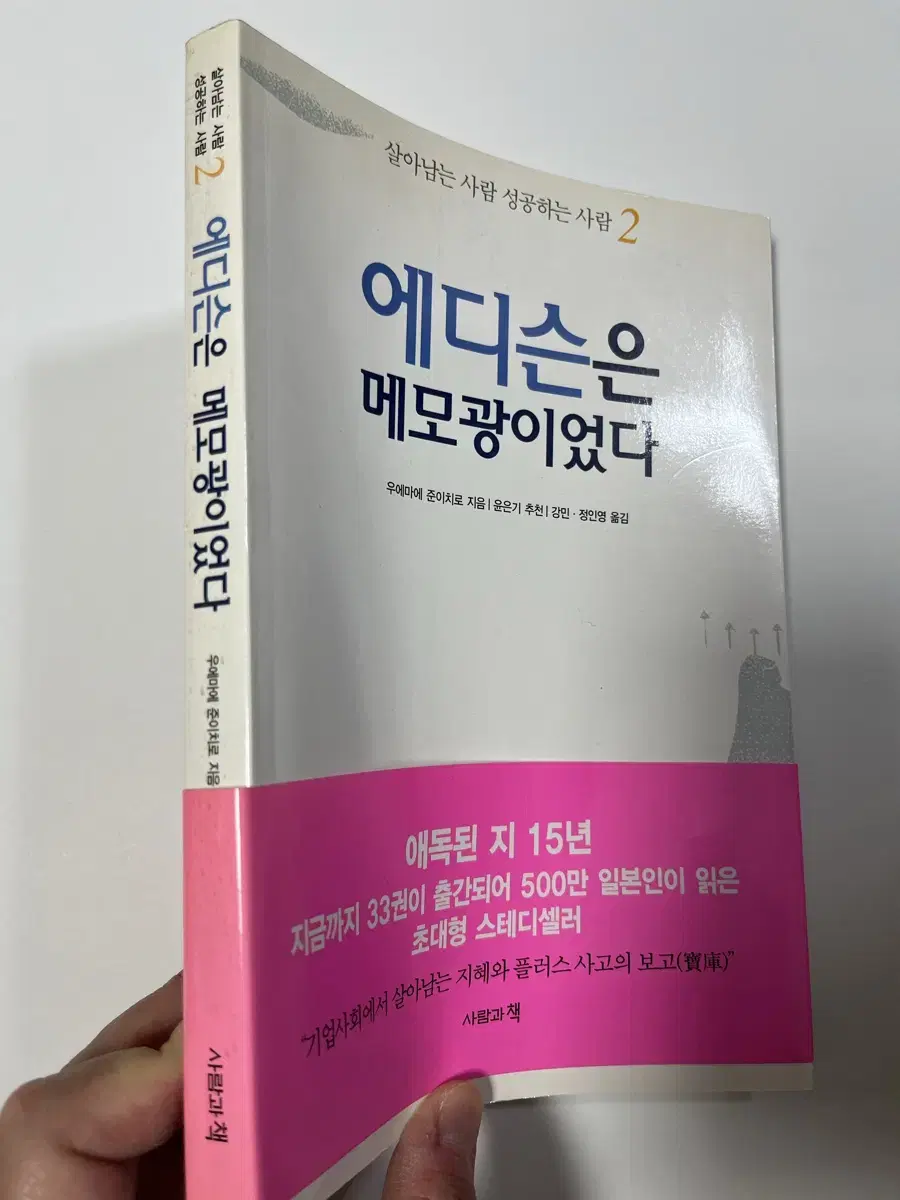 살아남는 사람
성공하는 사람 2
에디슨은 메모광이었다
우에마에 준이치로 지음
사람과 책
살아남는 사람 성공하는 사람 2
에디슨은
메모광이었다
우에마에 준이치로 지음 | 윤은기 추천 | 강민 · 정인영 옮김
애독된 지 15년
지금까지 33권이 출간되어 500만 일본인이 읽은
초대형 스테디셀러
“기업사회에서 살아남는 지혜와 플러스 사고의 보고(寶庫)”
사람과 책